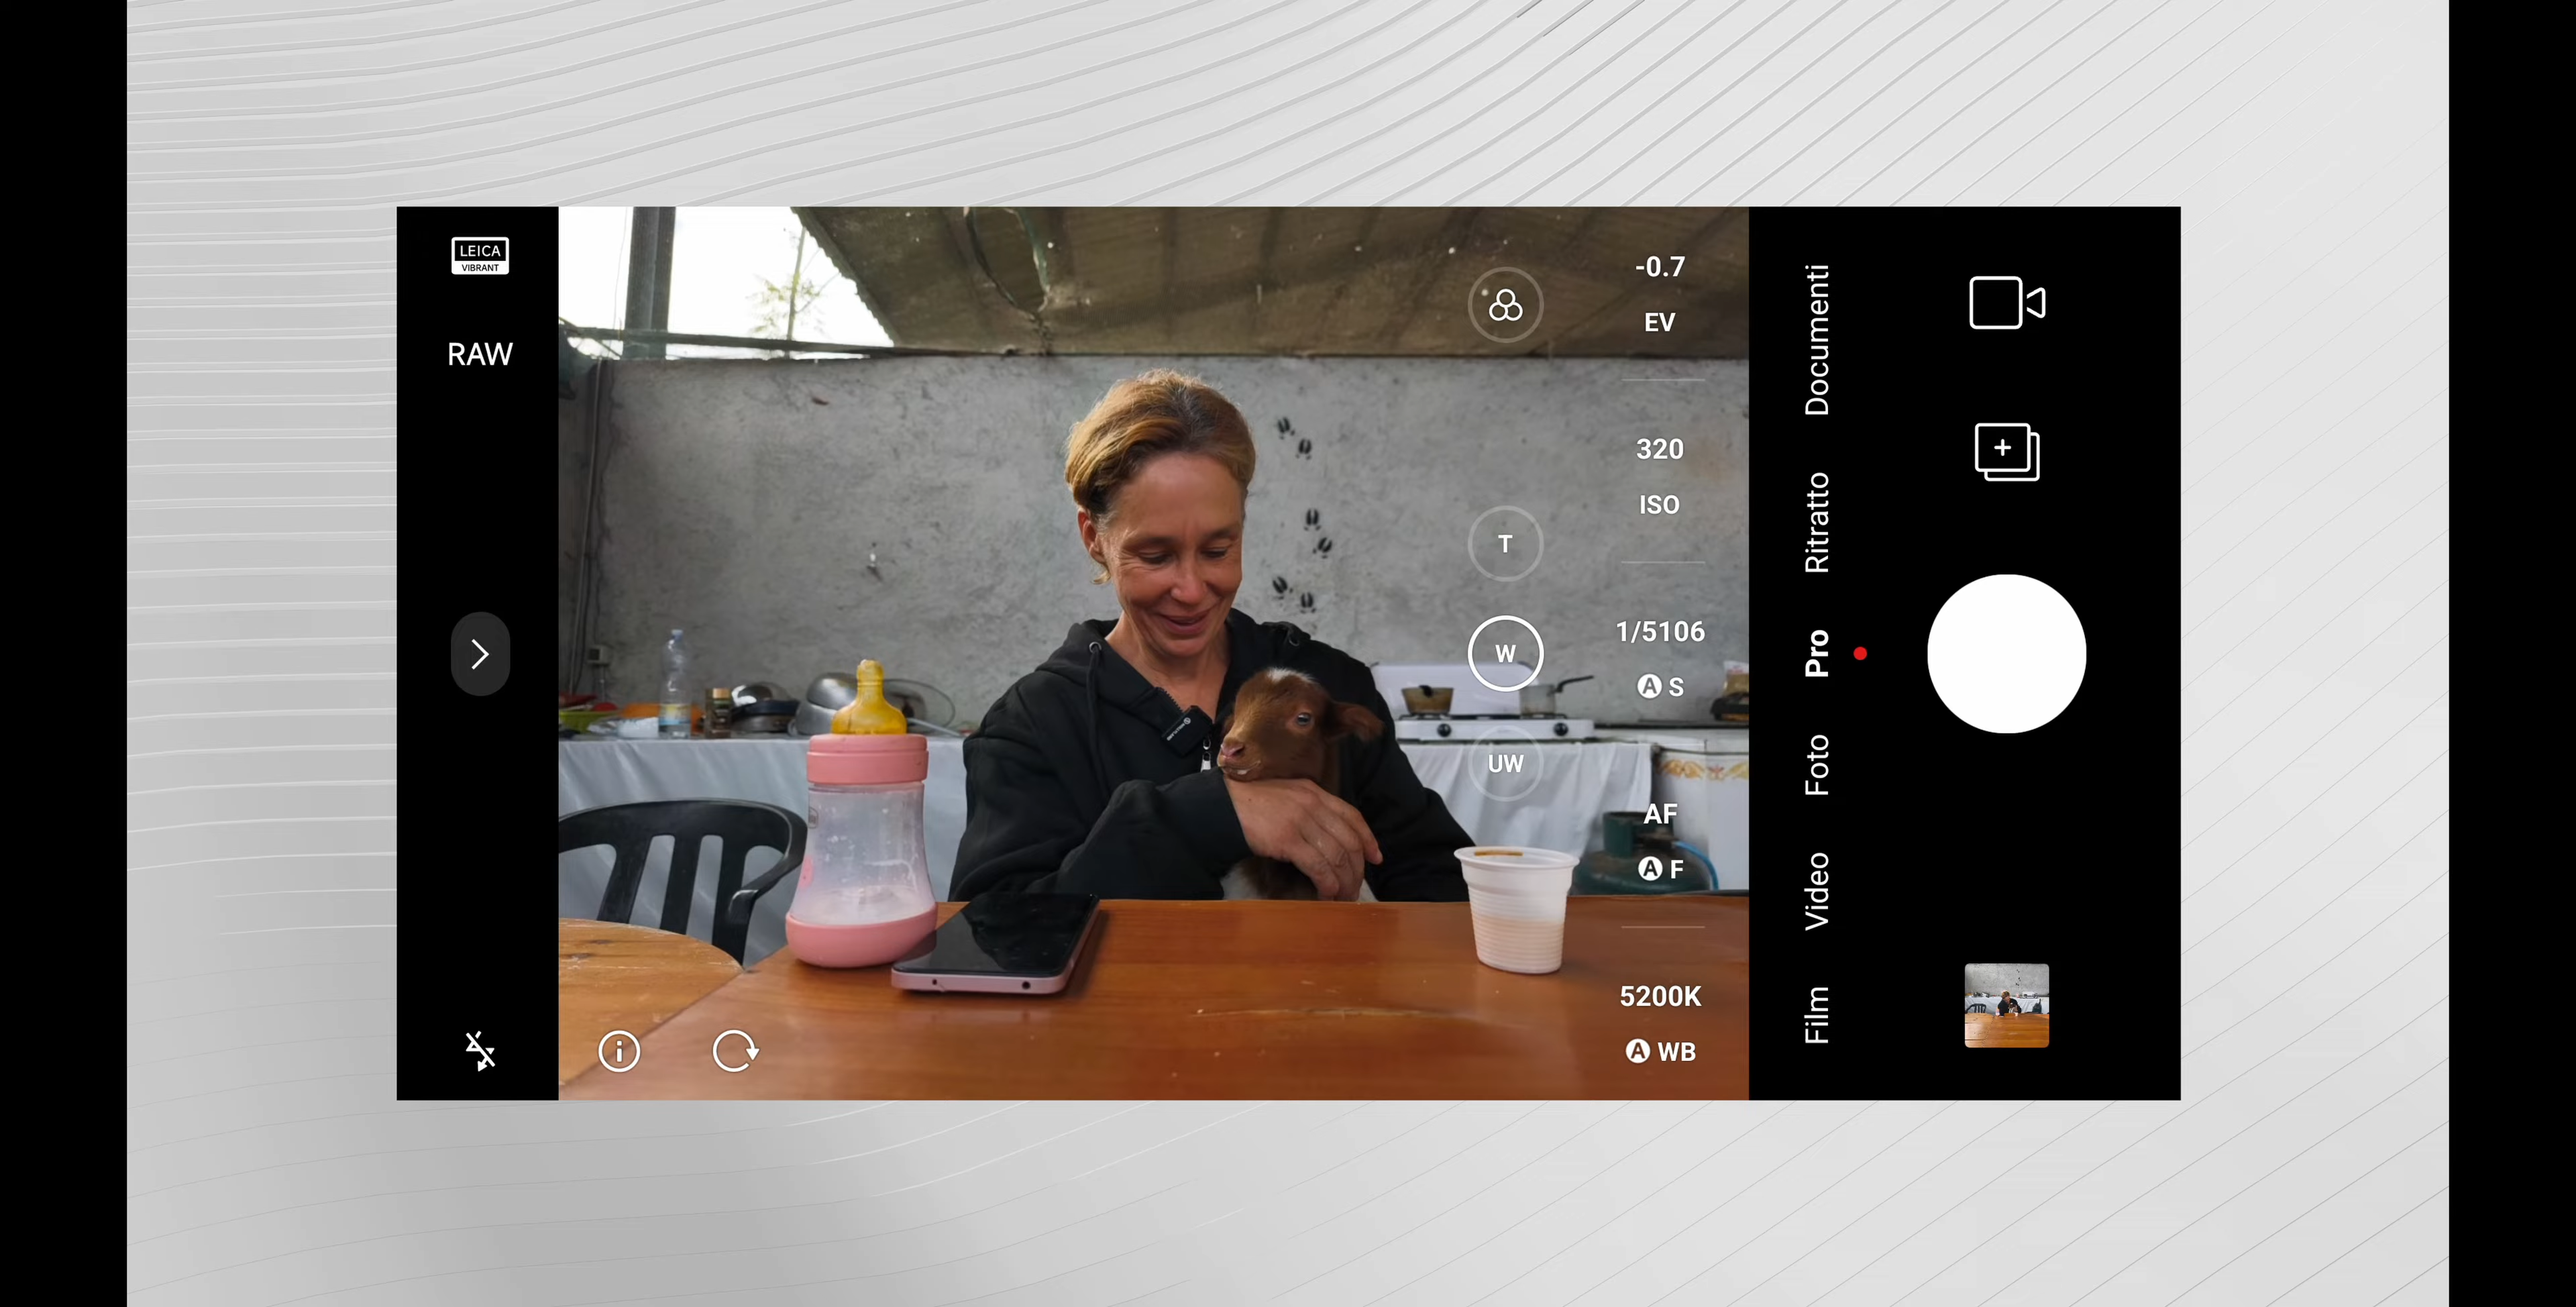 LEICA
VIBRANT
RAW
-0.7
EV
320
ISO
T
W
1/5106
A S
UW
AF
A F
5200K
A WB
Documenti
Ritratto
Pro
Foto
Video
Film